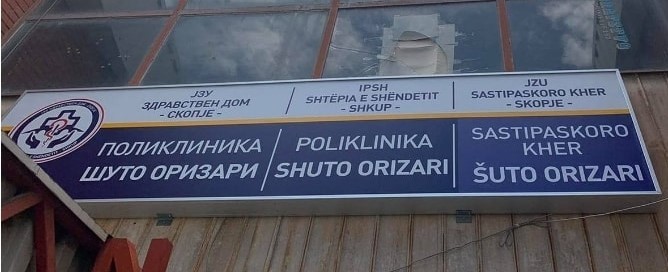 ЈЗУ
ЗДРАВСТВЕН ДОМ
- СКОПЈЕ -
IPSH
SHTËPIA E SHËNDETIT
- SHKUP -
JZU
SASTIPASKORO KHER
- SKOPJE -
ПОЛИКЛИНИКА
ШУТО ОРИЗАРИ
POLIKLINIKA
SHUTO ORIZARI
SASTIPASKORO
KHER
ŠUTO ORIZARI